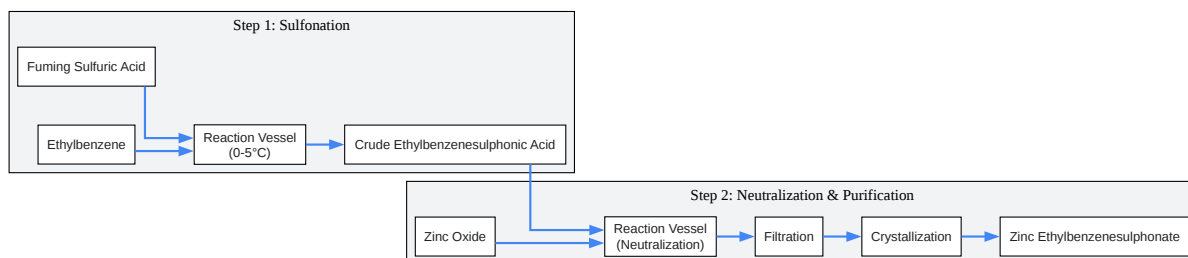 Step 1: Sulfonation
Fuming Sulfuric Acid
Ethylbenzene
Reaction Vessel
(0-5°C)
Crude Ethylbenzenesulphonic Acid
Step 2: Neutralization & Purification
Zinc Oxide
Reaction Vessel
(Neutralization)
Filtration
Crystallization
Zinc Ethylbenzenesulphonate